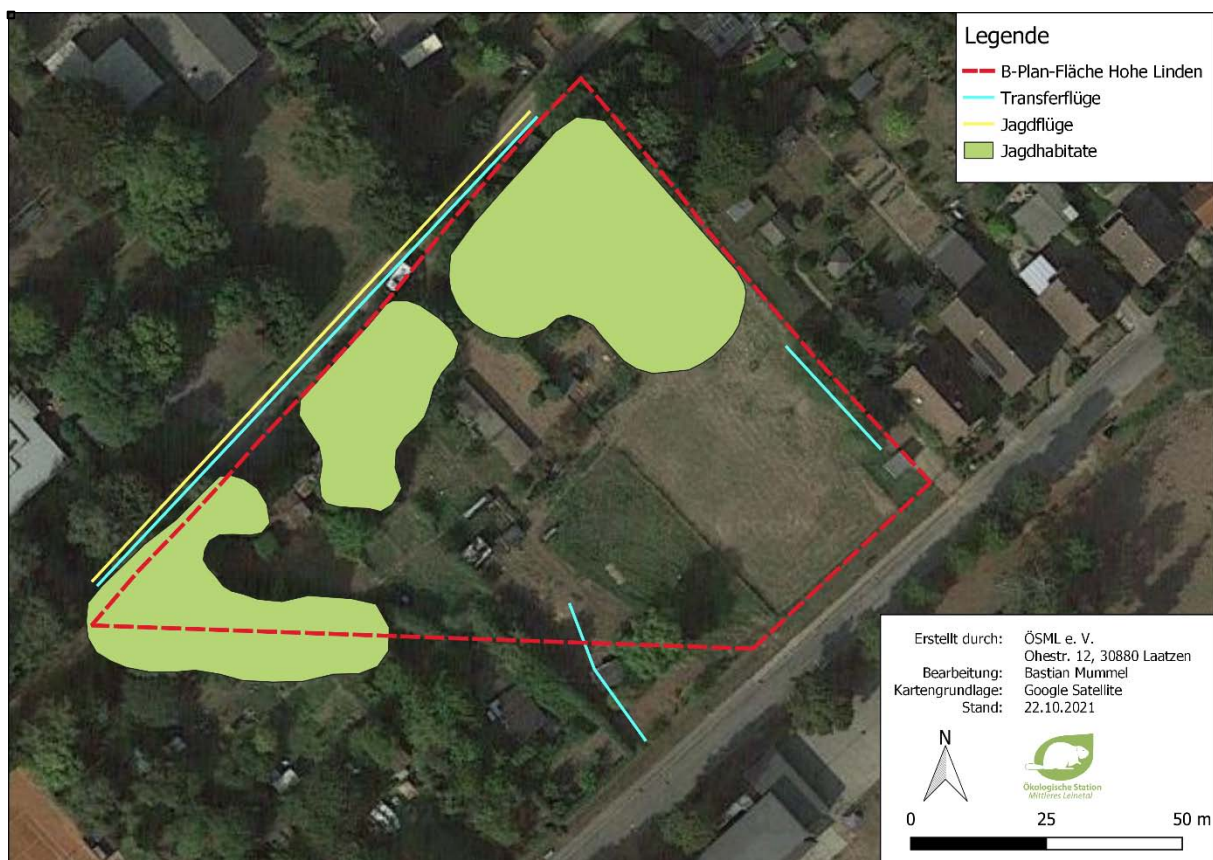 Legende
B-Plan-Fläche Hohe Linden
Transferflüge
Jagdflüge
Jagdhabitate
Erstellt durch: ÖSML e. V.
Ohestr. 12, 30880 Laatzen
Bearbeitung: Bastian Mummel
Kartengrundlage: Google Satellite
Stand: 22.10.2021
N
Ökologische Station
Mittleres Leinetal
0 25 50 m